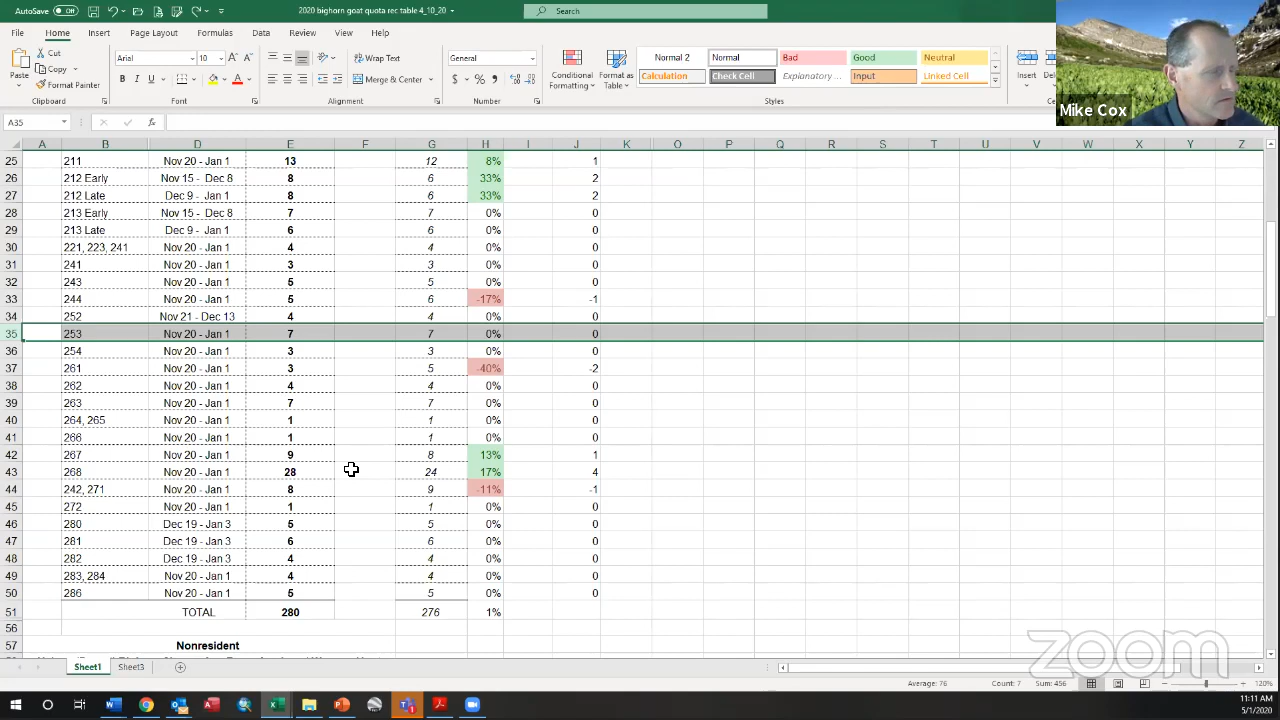 AutoSave Off 2020 bighorn goat quota rec table 4_10_20 Search
File Home Insert Page Layout Formulas Data Review View Help
Paste Cut Copy Format Painter Arial 10 General Conditional Formatting Format as Table Normal 2 Normal Bad Good Neutral Insert
B I U Merge & Center $ % Calculation Check Cell Explanatory ... Input Linked Cell
Clipboard Font Alignment Number Styles
Mike Cox
A35 fx
A B D E F G H I J K O P Q R S T U V W X Y Z
25 211 Nov 20 - Jan 1 13 12 8% 1
26 212 Early Nov 15 - Dec 8 8 6 33% 2
27 212 Late Dec 9 - Jan 1 8 6 33% 2
28 213 Early Nov 15 - Dec 8 7 7 0% 0
29 213 Late Dec 9 - Jan 1 6 6 0% 0
30 221, 223, 241 Nov 20 - Jan 1 4 4 0% 0
31 241 Nov 20 - Jan 1 3 3 0% 0
32 243 Nov 20 - Jan 1 5 5 0% 0
33 244 Nov 20 - Jan 1 5 6 -17% -1
34 252 Nov 21 - Dec 13 4 4 0% 0
35 253 Nov 20 - Jan 1 7 7 0% 0
36 254 Nov 20 - Jan 1 3 3 0% 0
37 261 Nov 20 - Jan 1 3 5 -40% -2
38 262 Nov 20 - Jan 1 4 4 0% 0
39 263 Nov 20 - Jan 1 7 7 0% 0
40 264, 265 Nov 20 - Jan 1 1 1 0% 0
41 266 Nov 20 - Jan 1 1 1 0% 0
42 267 Nov 20 - Jan 1 9 8 13% 1
43 268 Nov 20 - Jan 1 28 24 17% 4
44 242, 271 Nov 20 - Jan 1 8 9 -11% -1
45 272 Nov 20 - Jan 1 1 1 0% 0
46 280 Dec 19 - Jan 3 5 5 0% 0
47 281 Dec 19 - Jan 3 6 6 0% 0
48 282 Dec 19 - Jan 3 4 4 0% 0
49 283, 284 Nov 20 - Jan 1 4 4 0% 0
50 286 Nov 20 - Jan 1 5 5 0% 0
51 TOTAL 280 276 1%
56
57 Nonresident
zoom
Sheet1 Sheet3
Average: 76 Count: 7 Sum: 456 120%
11:11 AM
5/1/2020